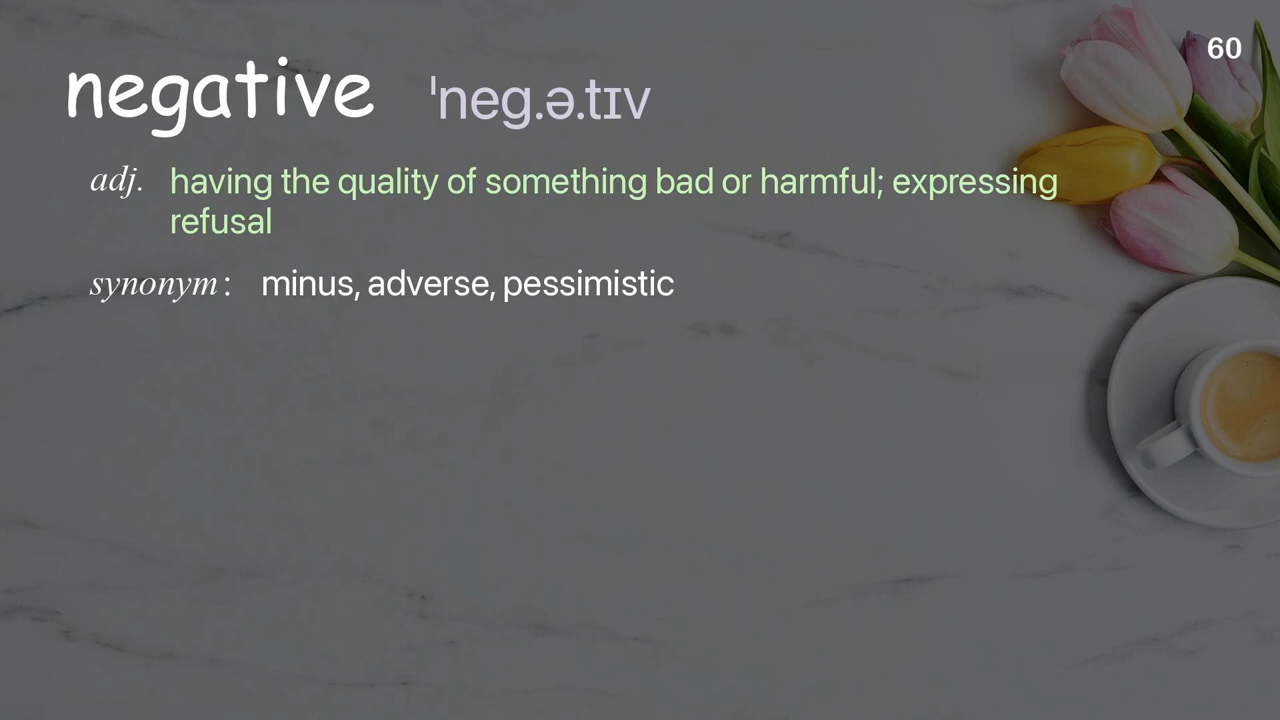 60
negative ˈneg.ə.tɪv
adj. having the quality of something bad or harmful; expressing
refusal
synonym: minus, adverse, pessimistic